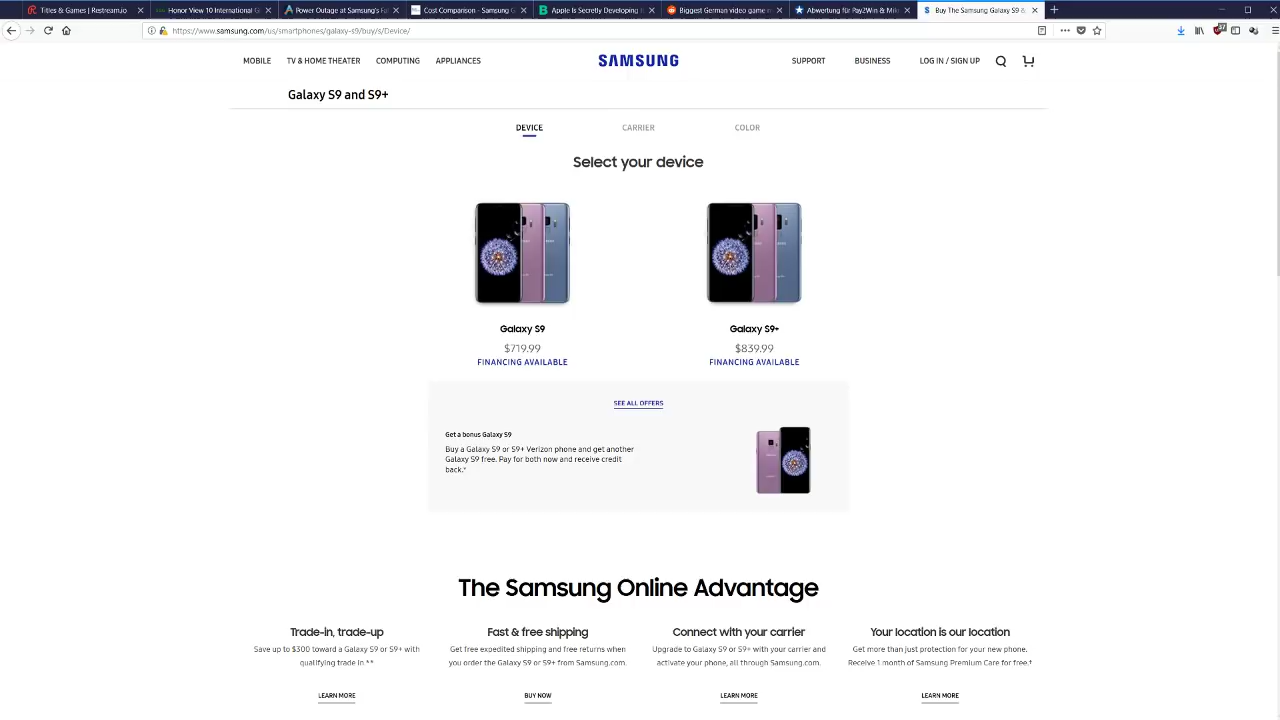 Titles & Games | Restream.io
Honor View 10 International G
Power Outage at Samsung's Fa
Cost Comparison - Samsung G
Apple Is Secretly Developing I
Biggest German video game m
Abwertung für Pay2Win & Mik
Buy The Samsung Galaxy S9 &
https://www.samsung.com/us/smartphones/galaxy-s9/buy/s/Device/
MOBILE TV & HOME THEATER COMPUTING APPLIANCES SAMSUNG SUPPORT BUSINESS LOG IN / SIGN UP
Galaxy S9 and S9+
DEVICE CARRIER COLOR
Select your device
Galaxy S9 Galaxy S9+
$719.99 $839.99
FINANCING AVAILABLE FINANCING AVAILABLE
SEE ALL OFFERS
Get a bonus Galaxy S9
Buy a Galaxy S9 or S9+ Verizon phone and get another
Galaxy S9 free. Pay for both now and receive credit
back.*
The Samsung Online Advantage
Trade-in, trade-up
Save up to $300 toward a Galaxy S9 or S9+ with
qualifying trade in **
LEARN MORE
Fast & free shipping
Get free expedited shipping and free returns when
you order the Galaxy S9 or S9+ from Samsung.com.
BUY NOW
Connect with your carrier
Upgrade to Galaxy S9 or S9+ with your carrier and
activate your phone, all through Samsung.com.
LEARN MORE
Your location is our location
Get more than just protection for your new phone.
Receive 1 month of Samsung Premium Care for free.†
LEARN MORE